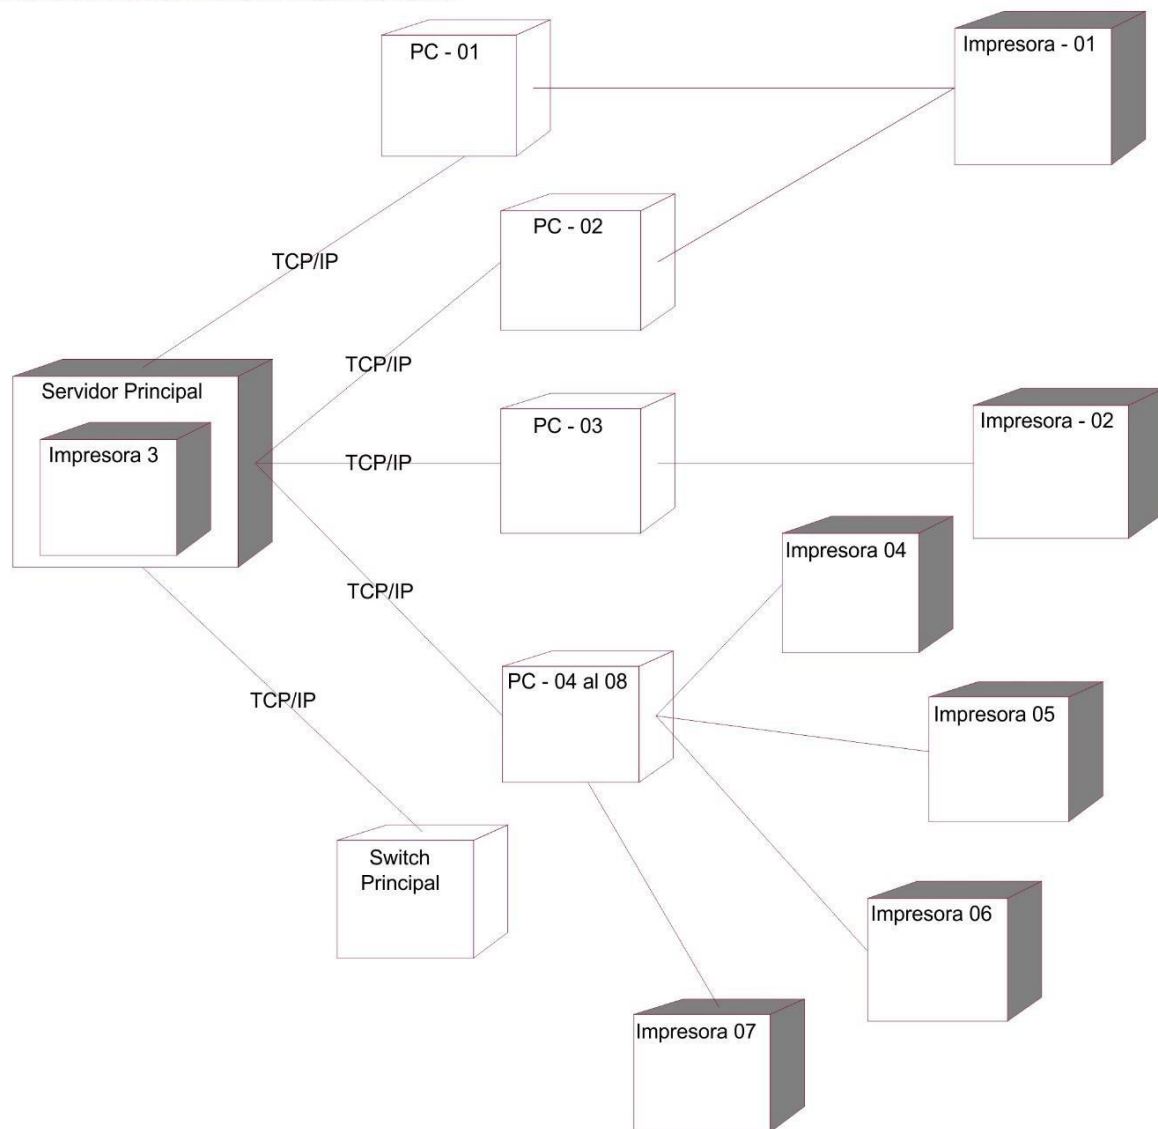 PC - 01
Impresora - 01
PC - 02
TCP/IP
TCP/IP
Servidor Principal
Impresora 3
PC - 03
Impresora - 02
TCP/IP
Impresora 04
TCP/IP
PC - 04 al 08
TCP/IP
Impresora 05
Switch
Principal
Impresora 06
Impresora 07